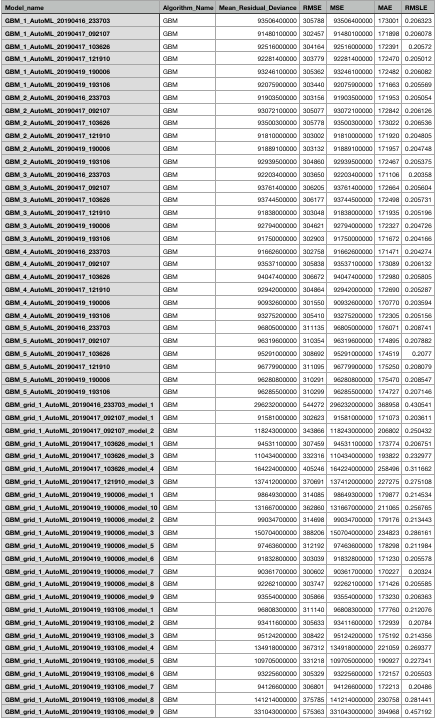 Model_name Algorithm_Name Mean_Residual_Deviance RMSE MSE MAE RMSLE
GBM_1_AutoML_20190416_233703 GBM 93506400000 305788 93506400000 173001 0.206323
GBM_1_AutoML_20190417_092107 GBM 91480100000 302457 91480100000 171898 0.206078
GBM_1_AutoML_20190417_103626 GBM 92516000000 304164 92516000000 172391 0.20572
GBM_1_AutoML_20190417_121910 GBM 92281400000 303779 92281400000 172470 0.205012
GBM_1_AutoML_20190419_190006 GBM 93246100000 305362 93246100000 172482 0.206082
GBM_1_AutoML_20190419_193106 GBM 92075900000 303440 92075900000 171663 0.205569
GBM_2_AutoML_20190416_233703 GBM 91903500000 303156 91903500000 171953 0.205054
GBM_2_AutoML_20190417_092107 GBM 93072100000 305077 93072100000 172842 0.206126
GBM_2_AutoML_20190417_103626 GBM 93500300000 305778 93500300000 173022 0.206536
GBM_2_AutoML_20190417_121910 GBM 91810000000 303002 91810000000 171920 0.204805
GBM_2_AutoML_20190419_190006 GBM 91889100000 303132 91889100000 171957 0.204748
GBM_2_AutoML_20190419_193106 GBM 92939500000 304860 92939500000 172467 0.205375
GBM_3_AutoML_20190416_233703 GBM 92203400000 303650 92203400000 171106 0.20358
GBM_3_AutoML_20190417_092107 GBM 93761400000 306205 93761400000 172664 0.205604
GBM_3_AutoML_20190417_103626 GBM 93744500000 306177 93744500000 172498 0.205731
GBM_3_AutoML_20190417_121910 GBM 91838000000 303048 91838000000 171935 0.205196
GBM_3_AutoML_20190419_190006 GBM 92794000000 304621 92794000000 172327 0.204726
GBM_3_AutoML_20190419_193106 GBM 91750000000 302903 91750000000 171672 0.204166
GBM_4_AutoML_20190416_233703 GBM 91662600000 302758 91662600000 171471 0.204274
GBM_4_AutoML_20190417_092107 GBM 93537100000 305838 93537100000 173089 0.206132
GBM_4_AutoML_20190417_103626 GBM 94047400000 306672 94047400000 172980 0.205805
GBM_4_AutoML_20190417_121910 GBM 92942000000 304864 92942000000 172690 0.205287
GBM_4_AutoML_20190419_190006 GBM 90932600000 301550 90932600000 170770 0.203594
GBM_4_AutoML_20190419_193106 GBM 93275200000 305410 93275200000 172305 0.205156
GBM_5_AutoML_20190416_233703 GBM 96805000000 311135 96805000000 176071 0.208741
GBM_5_AutoML_20190417_092107 GBM 96319600000 310354 96319600000 174895 0.207882
GBM_5_AutoML_20190417_103626 GBM 95291000000 308692 95291000000 174519 0.2077
GBM_5_AutoML_20190417_121910 GBM 96779900000 311095 96779900000 175250 0.208079
GBM_5_AutoML_20190419_190006 GBM 96280800000 310291 96280800000 175470 0.208547
GBM_5_AutoML_20190419_193106 GBM 96285500000 310299 96285500000 174727 0.207146
GBM_grid_1_AutoML_20190416_233703_model_1 GBM 296232000000 544272 296232000000 368958 0.430541
GBM_grid_1_AutoML_20190417_092107_model_1 GBM 91581000000 302623 91581000000 171073 0.203611
GBM_grid_1_AutoML_20190417_092107_model_2 GBM 118243000000 343866 118243000000 206802 0.250432
GBM_grid_1_AutoML_20190417_103626_model_1 GBM 94531100000 307459 94531100000 173774 0.206751
GBM_grid_1_AutoML_20190417_103626_model_3 GBM 110434000000 332316 110434000000 193822 0.232977
GBM_grid_1_AutoML_20190417_103626_model_4 GBM 164224000000 405246 164224000000 258496 0.311662
GBM_grid_1_AutoML_20190417_121910_model_3 GBM 137412000000 370691 137412000000 227275 0.275108
GBM_grid_1_AutoML_20190419_190006_model_1 GBM 98649300000 314085 98649300000 179877 0.214534
GBM_grid_1_AutoML_20190419_190006_model_10 GBM 131667000000 362860 131667000000 211065 0.256765
GBM_grid_1_AutoML_20190419_190006_model_2 GBM 99034700000 314698 99034700000 179176 0.213443
GBM_grid_1_AutoML_20190419_190006_model_3 GBM 150704000000 388206 150704000000 234823 0.286161
GBM_grid_1_AutoML_20190419_190006_model_5 GBM 97463600000 312192 97463600000 178298 0.211984
GBM_grid_1_AutoML_20190419_190006_model_6 GBM 91832800000 303039 91832800000 171230 0.205578
GBM_grid_1_AutoML_20190419_190006_model_7 GBM 90361700000 300602 90361700000 170227 0.20324
GBM_grid_1_AutoML_20190419_190006_model_8 GBM 92262100000 303747 92262100000 171426 0.205585
GBM_grid_1_AutoML_20190419_190006_model_9 GBM 93554000000 305866 93554000000 173230 0.206363
GBM_grid_1_AutoML_20190419_193106_model_1 GBM 96808300000 311140 96808300000 177760 0.212076
GBM_grid_1_AutoML_20190419_193106_model_2 GBM 93411600000 305633 93411600000 172939 0.20784
GBM_grid_1_AutoML_20190419_193106_model_3 GBM 95124200000 308422 95124200000 175192 0.214356
GBM_grid_1_AutoML_20190419_193106_model_4 GBM 134918000000 367312 134918000000 221059 0.269377
GBM_grid_1_AutoML_20190419_193106_model_5 GBM 109705000000 331218 109705000000 190927 0.227341
GBM_grid_1_AutoML_20190419_193106_model_6 GBM 93225600000 305329 93225600000 172157 0.205503
GBM_grid_1_AutoML_20190419_193106_model_7 GBM 94126600000 306801 94126600000 172213 0.20486
GBM_grid_1_AutoML_20190419_193106_model_8 GBM 141214000000 375785 141214000000 230758 0.281441
GBM_grid_1_AutoML_20190419_193106_model_9 GBM 331043000000 575363 331043000000 394968 0.457192